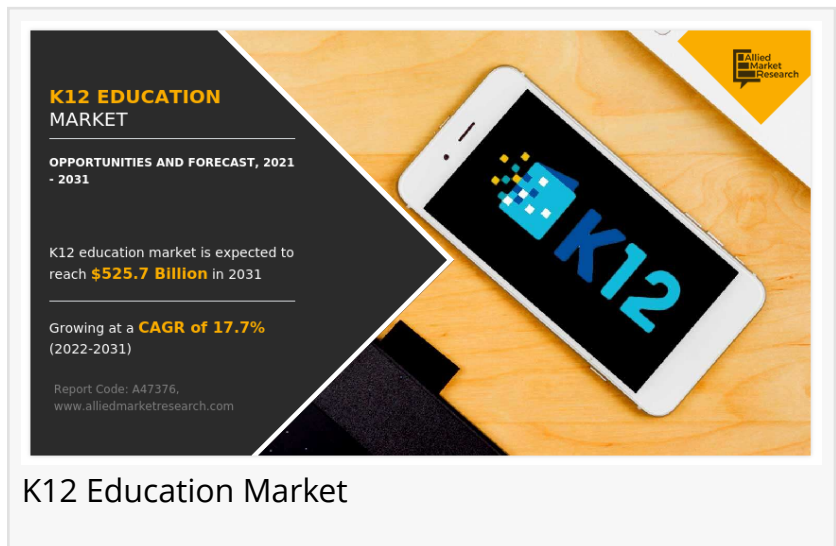 K12 EDUCATION
MARKET
OPPORTUNITIES AND FORECAST, 2021
- 2031
K12 education market is expected to
reach $525.7 Billion in 2031
Growing at a CAGR of 17.7%
(2022-2031)
Report Code: A47376,
www.alliedmarketresearch.com
Allied
Market
Research
K12
K12 Education Market